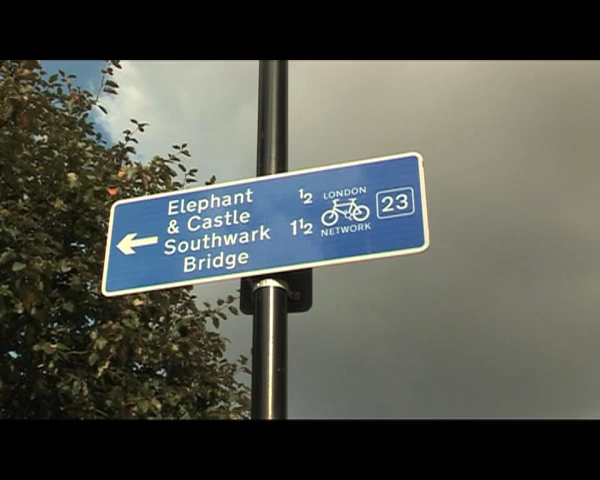 Elephant
& Castle ½
Southwark
Bridge 1½
LONDON
NETWORK
23